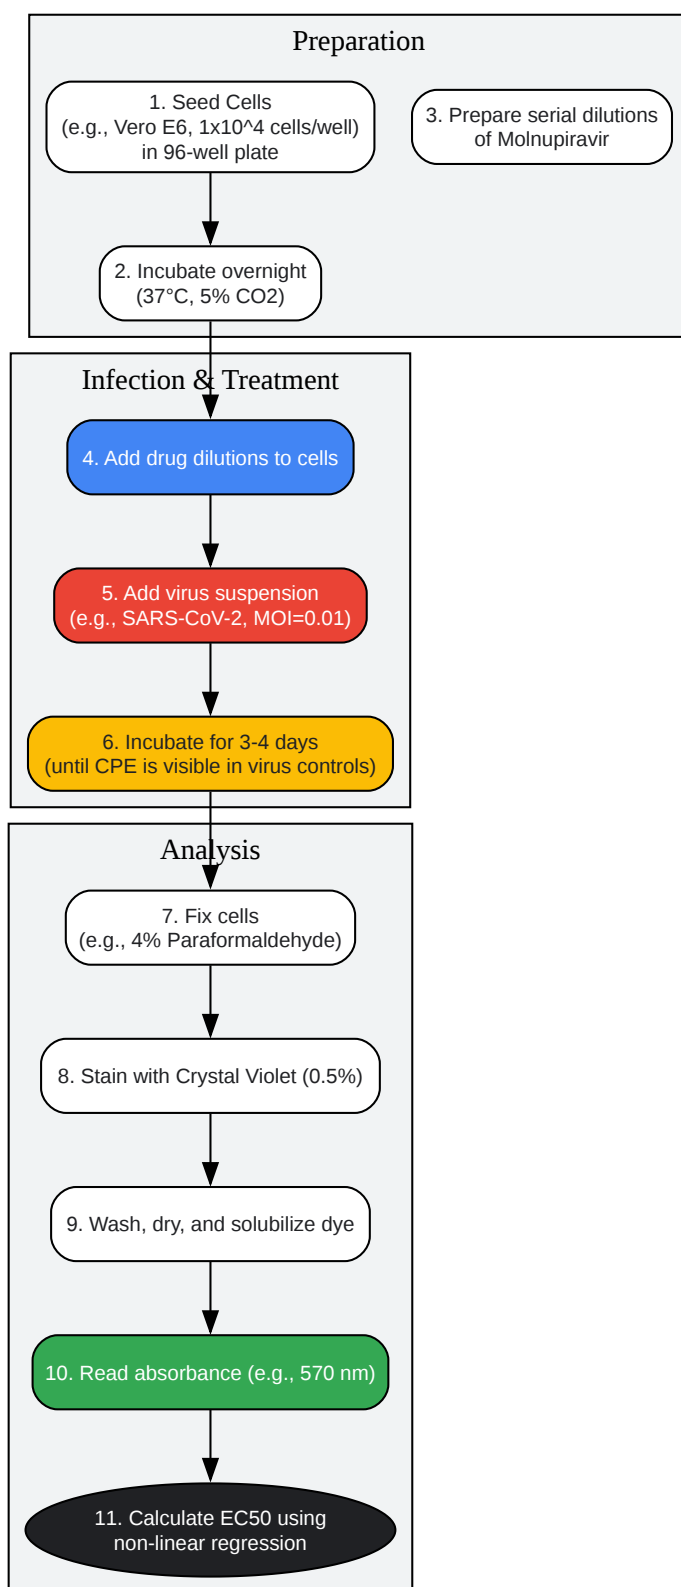 Preparation
1. Seed Cells
(e.g., Vero E6, 1x10^4 cells/well)
in 96-well plate
3. Prepare serial dilutions
of Molnupiravir
2. Incubate overnight
(37°C, 5% CO2)
Infection & Treatment
4. Add drug dilutions to cells
5. Add virus suspension
(e.g., SARS-CoV-2, MOI=0.01)
6. Incubate for 3-4 days
(until CPE is visible in virus controls)
Analysis
7. Fix cells
(e.g., 4% Paraformaldehyde)
8. Stain with Crystal Violet (0.5%)
9. Wash, dry, and solubilize dye
10. Read absorbance (e.g., 570 nm)
11. Calculate EC50 using
non-linear regression